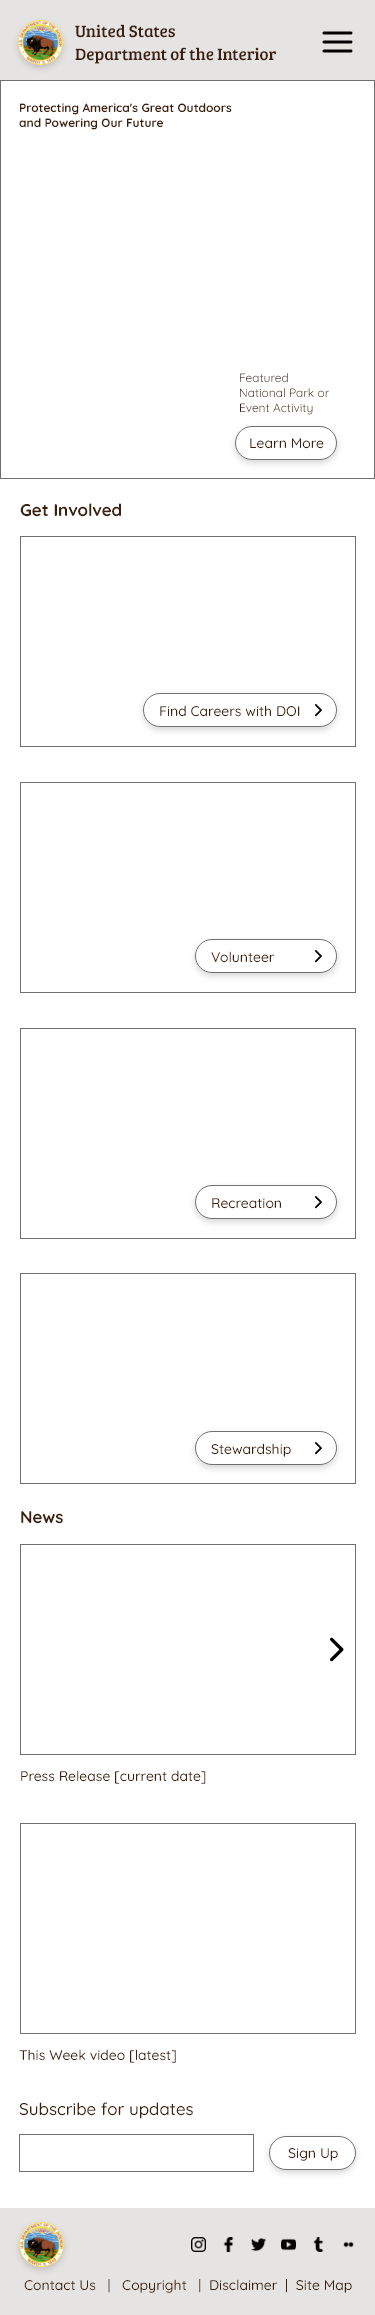 United States
Department of the Interior
Protecting America's Great Outdoors
and Powering Our Future
Featured
National Park or
Event Activity
Learn More
Get Involved
Find Careers with DOI
Volunteer
Recreation
Stewardship
News
Press Release [current date]
This Week video [latest]
Subscribe for updates
Sign Up
Contact Us | Copyright | Disclaimer | Site Map